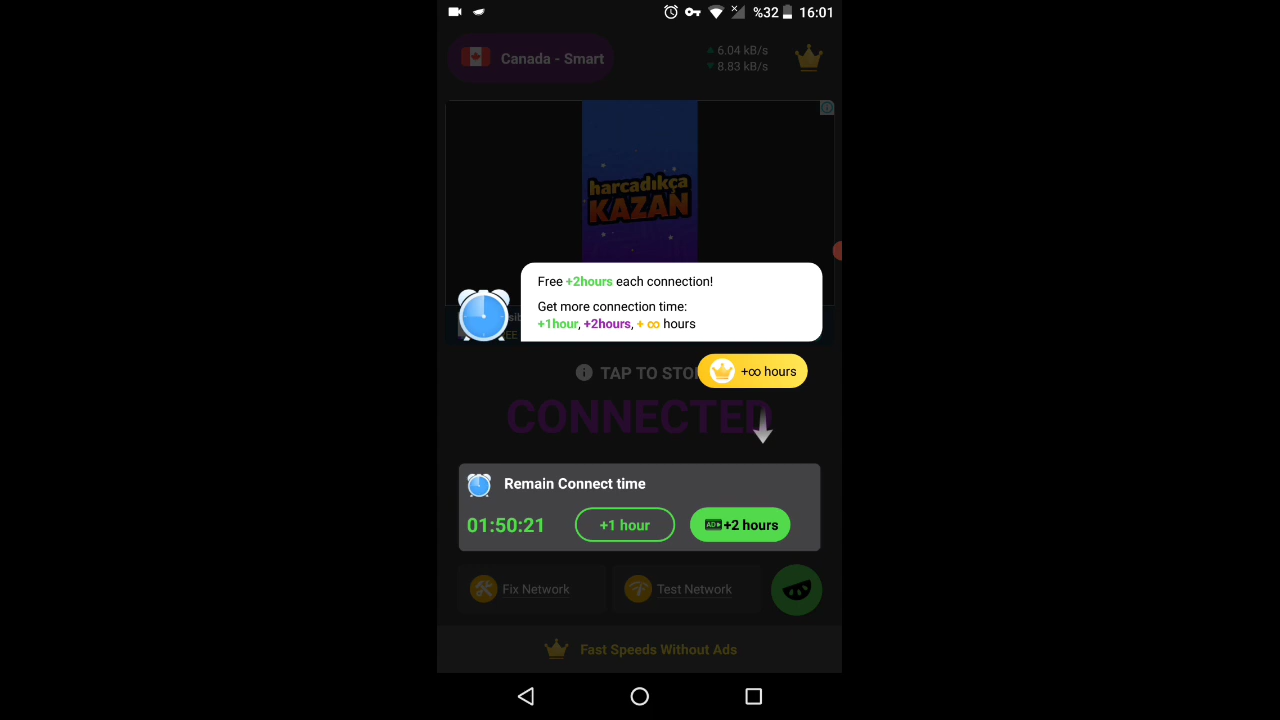 %32 16:01
Canada - Smart
6.04 kB/s
8.83 kB/s
harcadıkça
KAZAN
Free +2hours each connection!
Get more connection time:
+1hour, +2hours, + ∞ hours
TAP TO STO
+∞ hours
CONNECTED
Remain Connect time
01:50:21
+1 hour
AD +2 hours
Fix Network
Test Network
Fast Speeds Without Ads